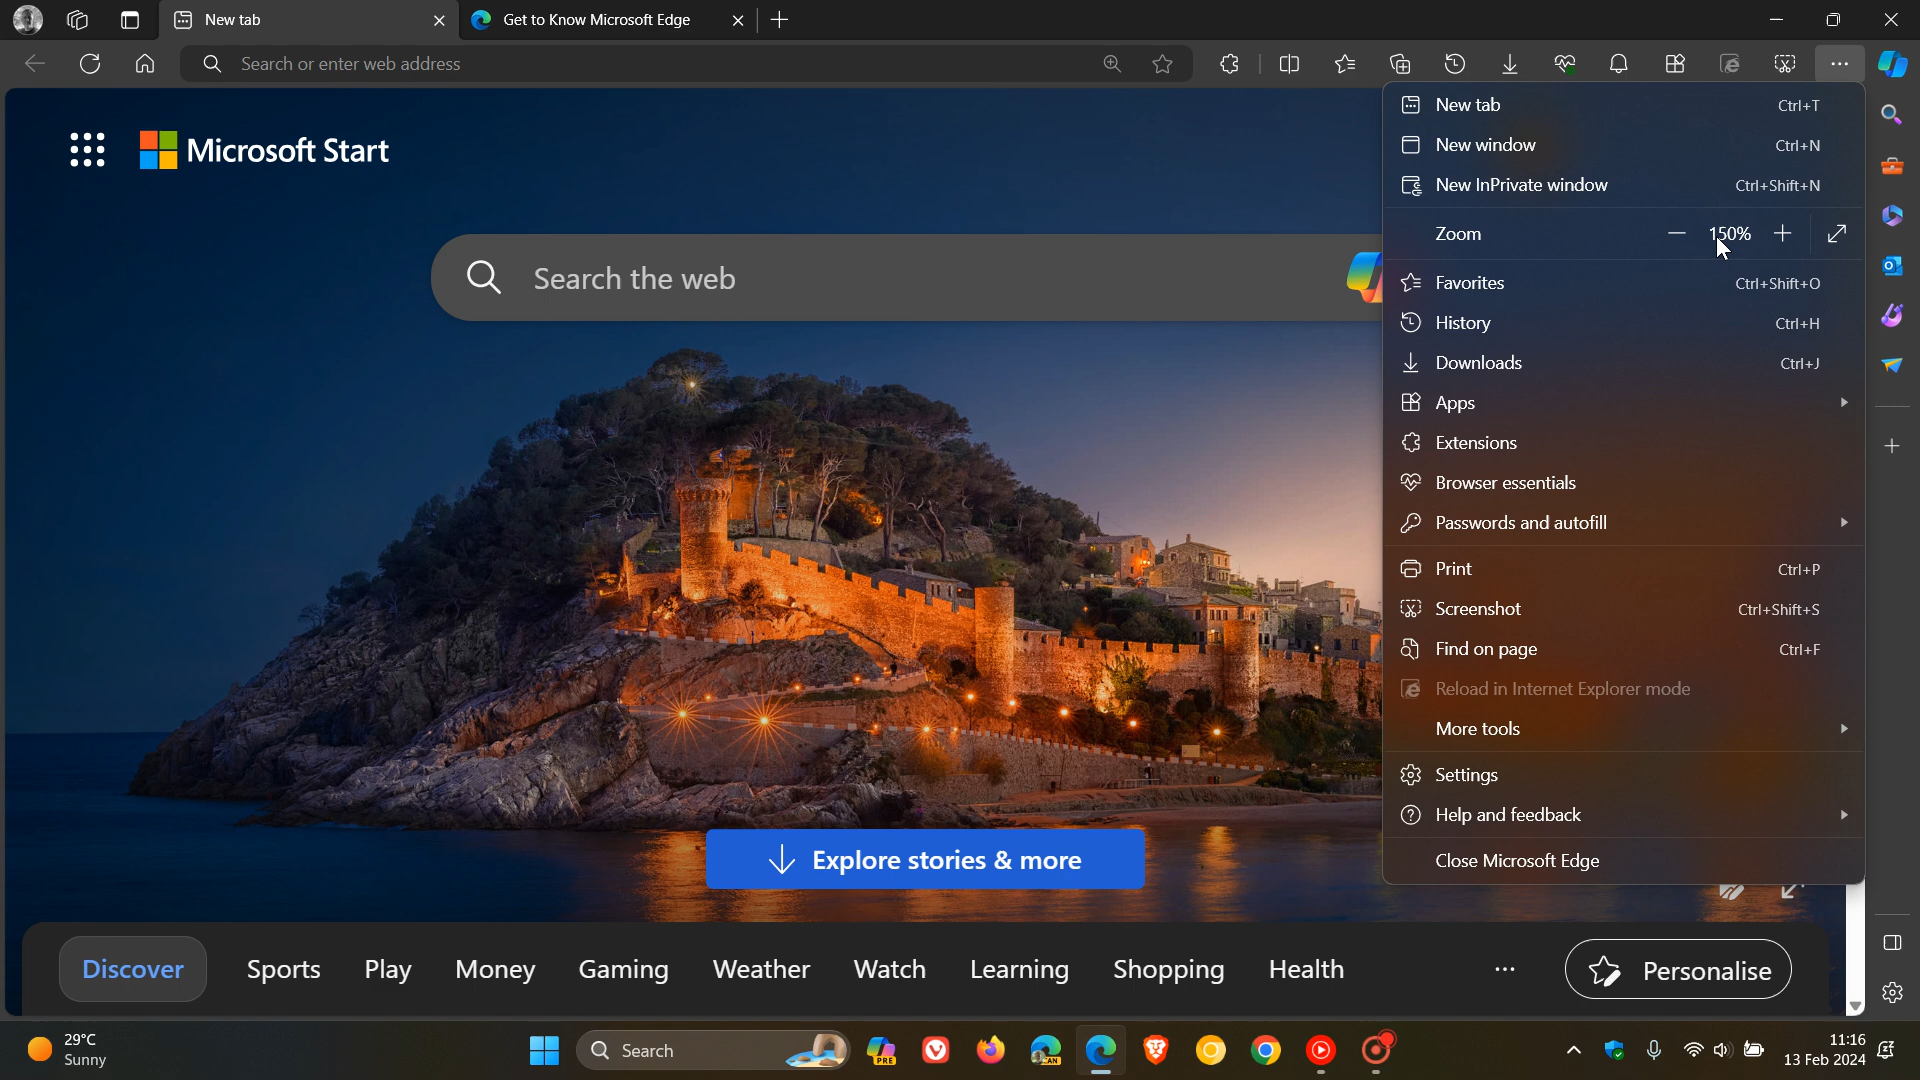 New tab
Get to Know Microsoft Edge
Search or enter web address
Microsoft Start
Search the web
New tab Ctrl+T
New window Ctrl+N
New InPrivate window Ctrl+Shift+N
Zoom 150%
Favorites Ctrl+Shift+O
History Ctrl+H
Downloads Ctrl+J
Apps
Extensions
Browser essentials
Passwords and autofill
Print Ctrl+P
Screenshot Ctrl+Shift+S
Find on page Ctrl+F
Reload in Internet Explorer mode
More tools
Settings
Help and feedback
Close Microsoft Edge
Explore stories & more
Discover Sports Play Money Gaming Weather Watch Learning Shopping Health ... Personalise
29°C
Sunny
Search
PRE
CAN
11:16
13 Feb 2024